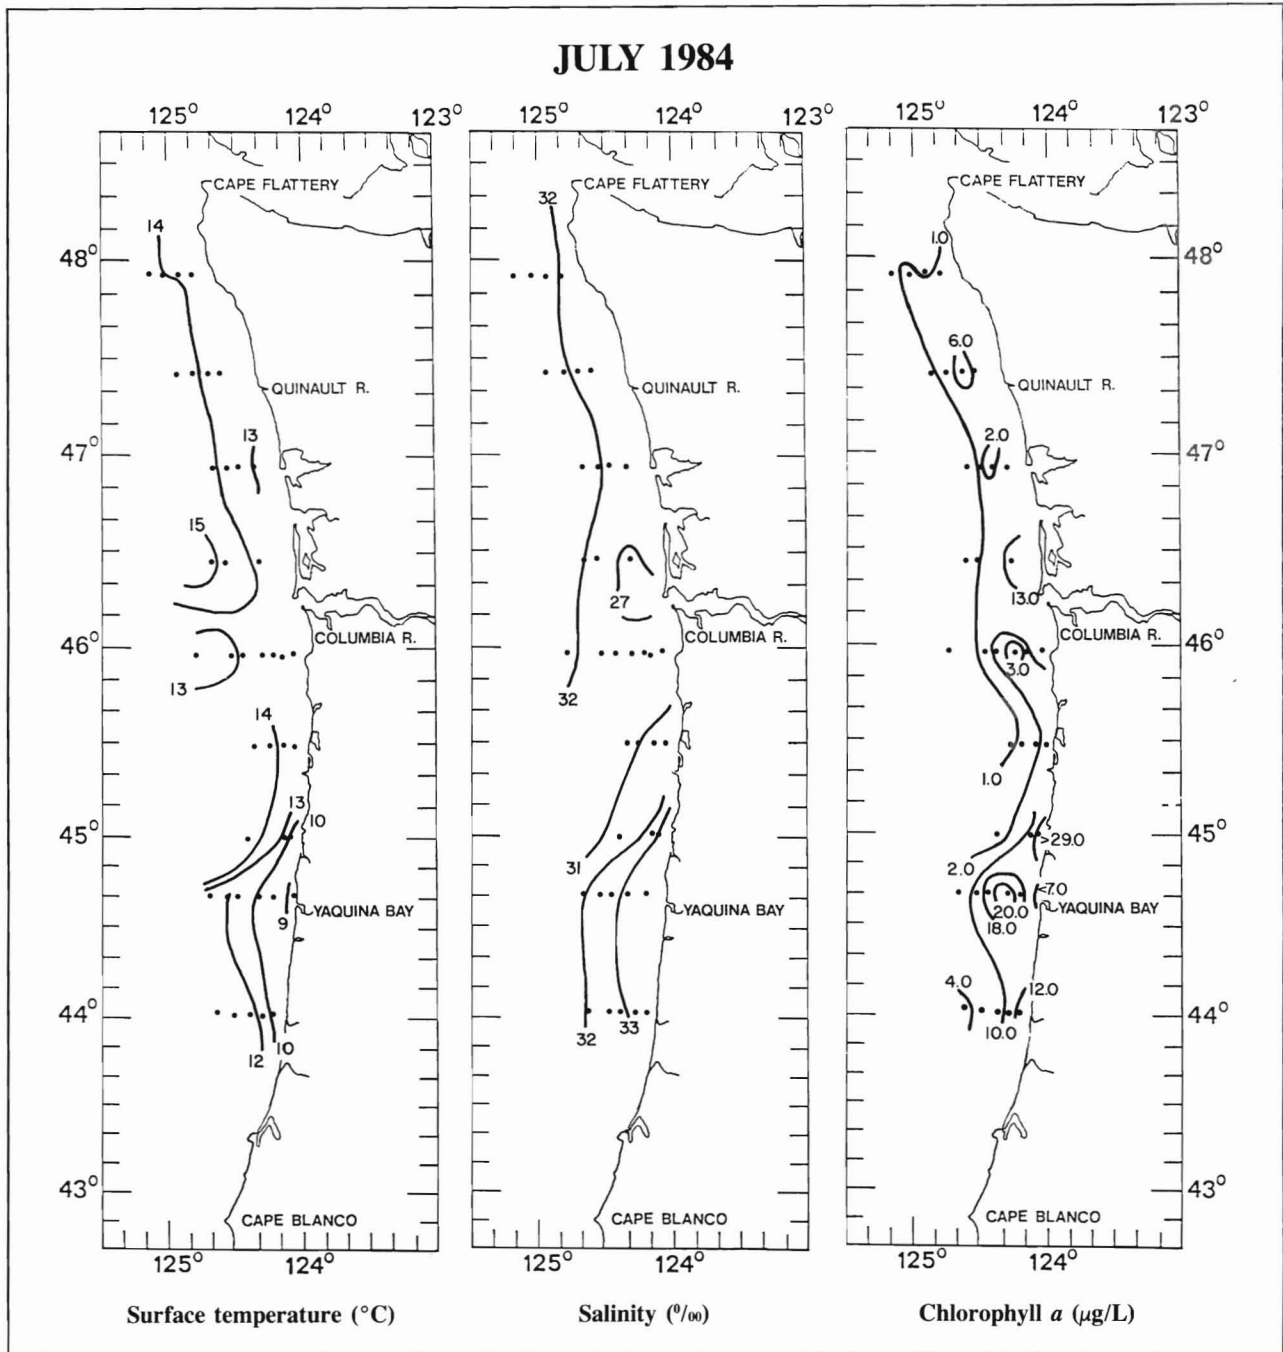 JULY 1984
125° 124° 123°
CAPE FLATTERY
14
48°
QUINAULT R.
13
47°
15
46°
COLUMBIA R.
13
14
13
10
45°
YAQUINA BAY
9
44°
12
10
43°
CAPE BLANCO
125° 124°
Surface temperature (°C)
125° 124° 123°
CAPE FLATTERY
32
QUINAULT R.
27
COLUMBIA R.
32
31
YAQUINA BAY
32
33
CAPE BLANCO
125° 124°
Salinity (‰)
125° 124° 123°
CAPE FLATTERY
1.0
48°
6.0
QUINAULT R.
2.0
47°
13.0
COLUMBIA R.
46°
3.0
1.0
45°
>29.0
2.0
<7.0
20.0
YAQUINA BAY
18.0
4.0
12.0
44°
10.0
43°
CAPE BLANCO
125° 124°
Chlorophyll a (µg/L)